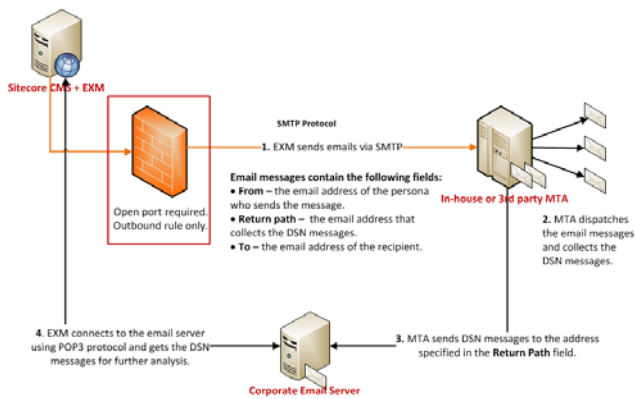 Sitecore CMS + EXM
SMTP Protocol
1. EXM sends emails via SMTP
Open port required.
Outbound rule only.
Email messages contain the following fields:
• From – the email address of the persona
who sends the message.
• Return path – the email address that
collects the DSN messages.
• To – the email address of the recipient.
In-house or 3rd party MTA
2. MTA dispatches
the email messages
and collects the
DSN messages.
4. EXM connects to the email server
using POP3 protocol and gets the DSN
messages for further analysis.
3. MTA sends DSN messages to the address
specified in the Return Path field.
Corporate Email Server